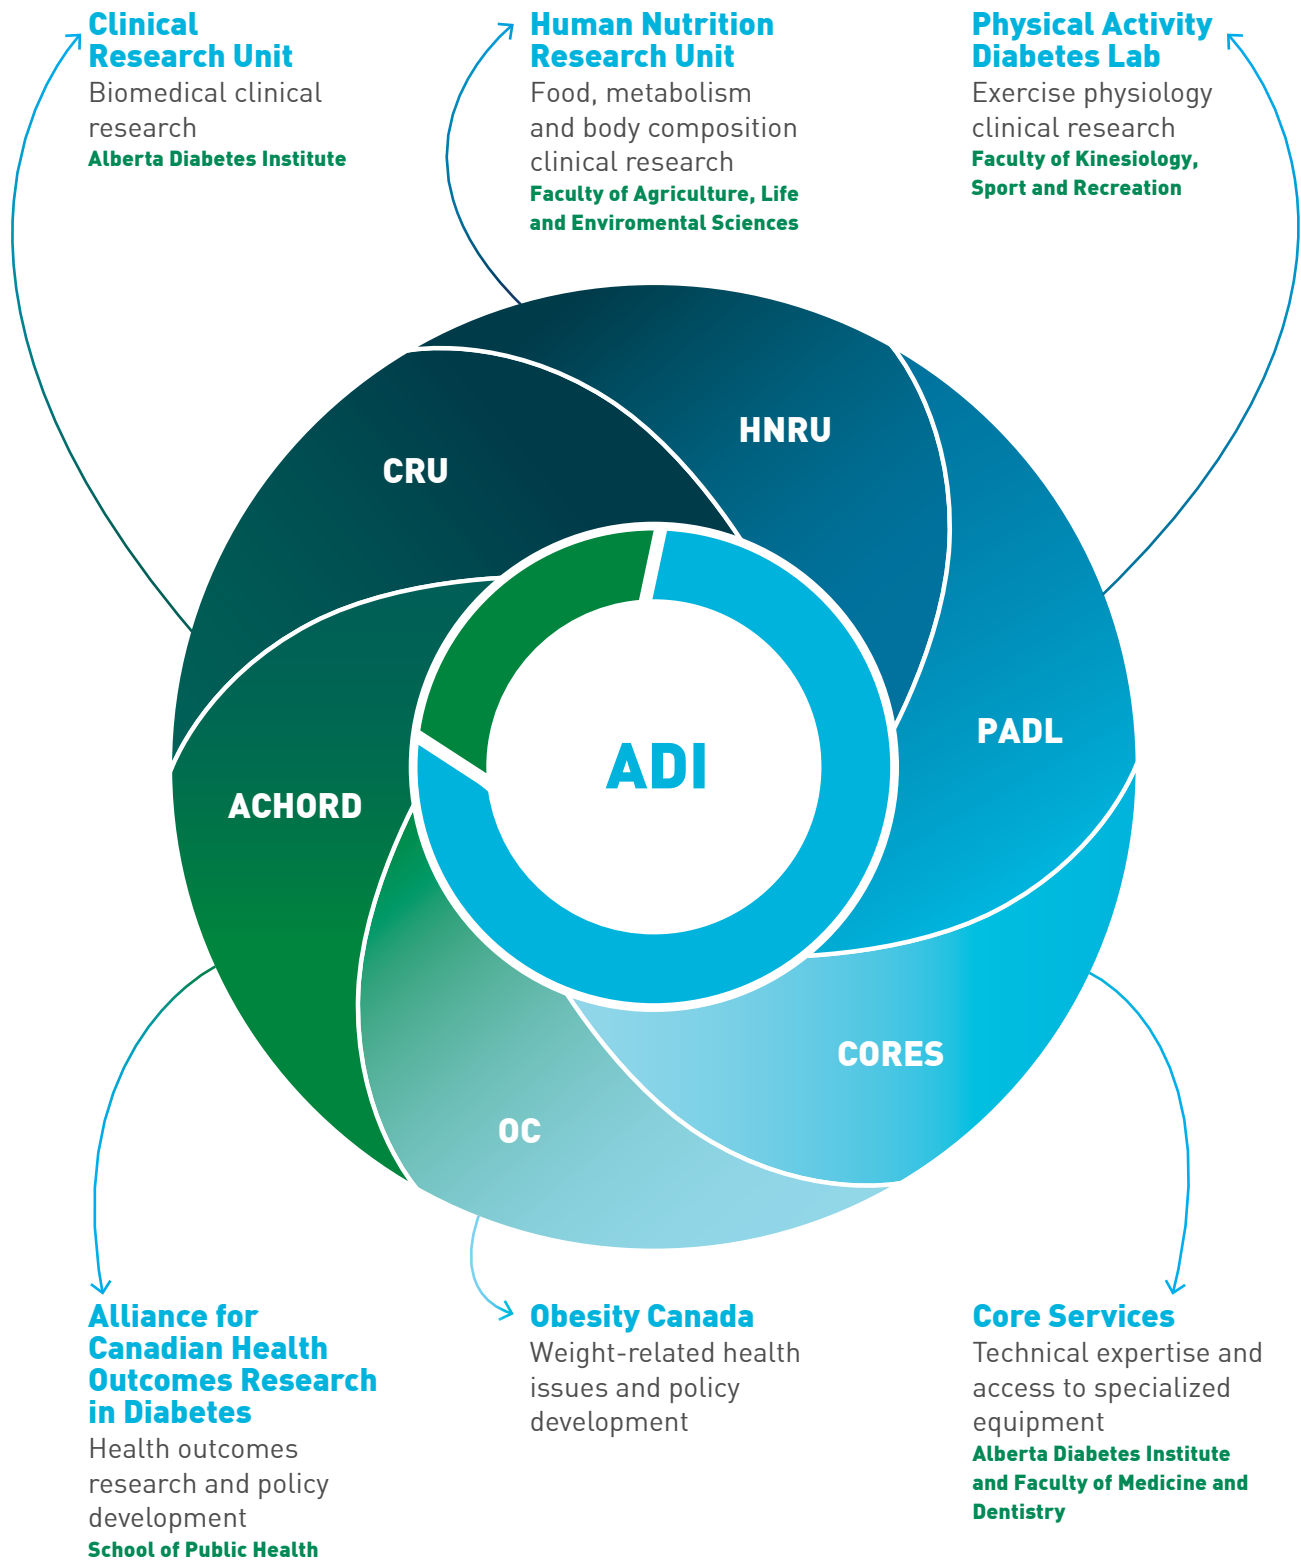 Clinical
Research Unit
Biomedical clinical
research
Alberta Diabetes Institute
Human Nutrition
Research Unit
Food, metabolism
and body composition
clinical research
Faculty of Agriculture, Life
and Enviromental Sciences
Physical Activity
Diabetes Lab
Exercise physiology
clinical research
Faculty of Kinesiology,
Sport and Recreation
HNRU
CRU
PADL
ADI
ACHORD
CORES
OC
Alliance for
Canadian Health
Outcomes Research
in Diabetes
Health outcomes
research and policy
development
School of Public Health
Obesity Canada
Weight-related health
issues and policy
development
Core Services
Technical expertise and
access to specialized
equipment
Alberta Diabetes Institute
and Faculty of Medicine and
Dentistry